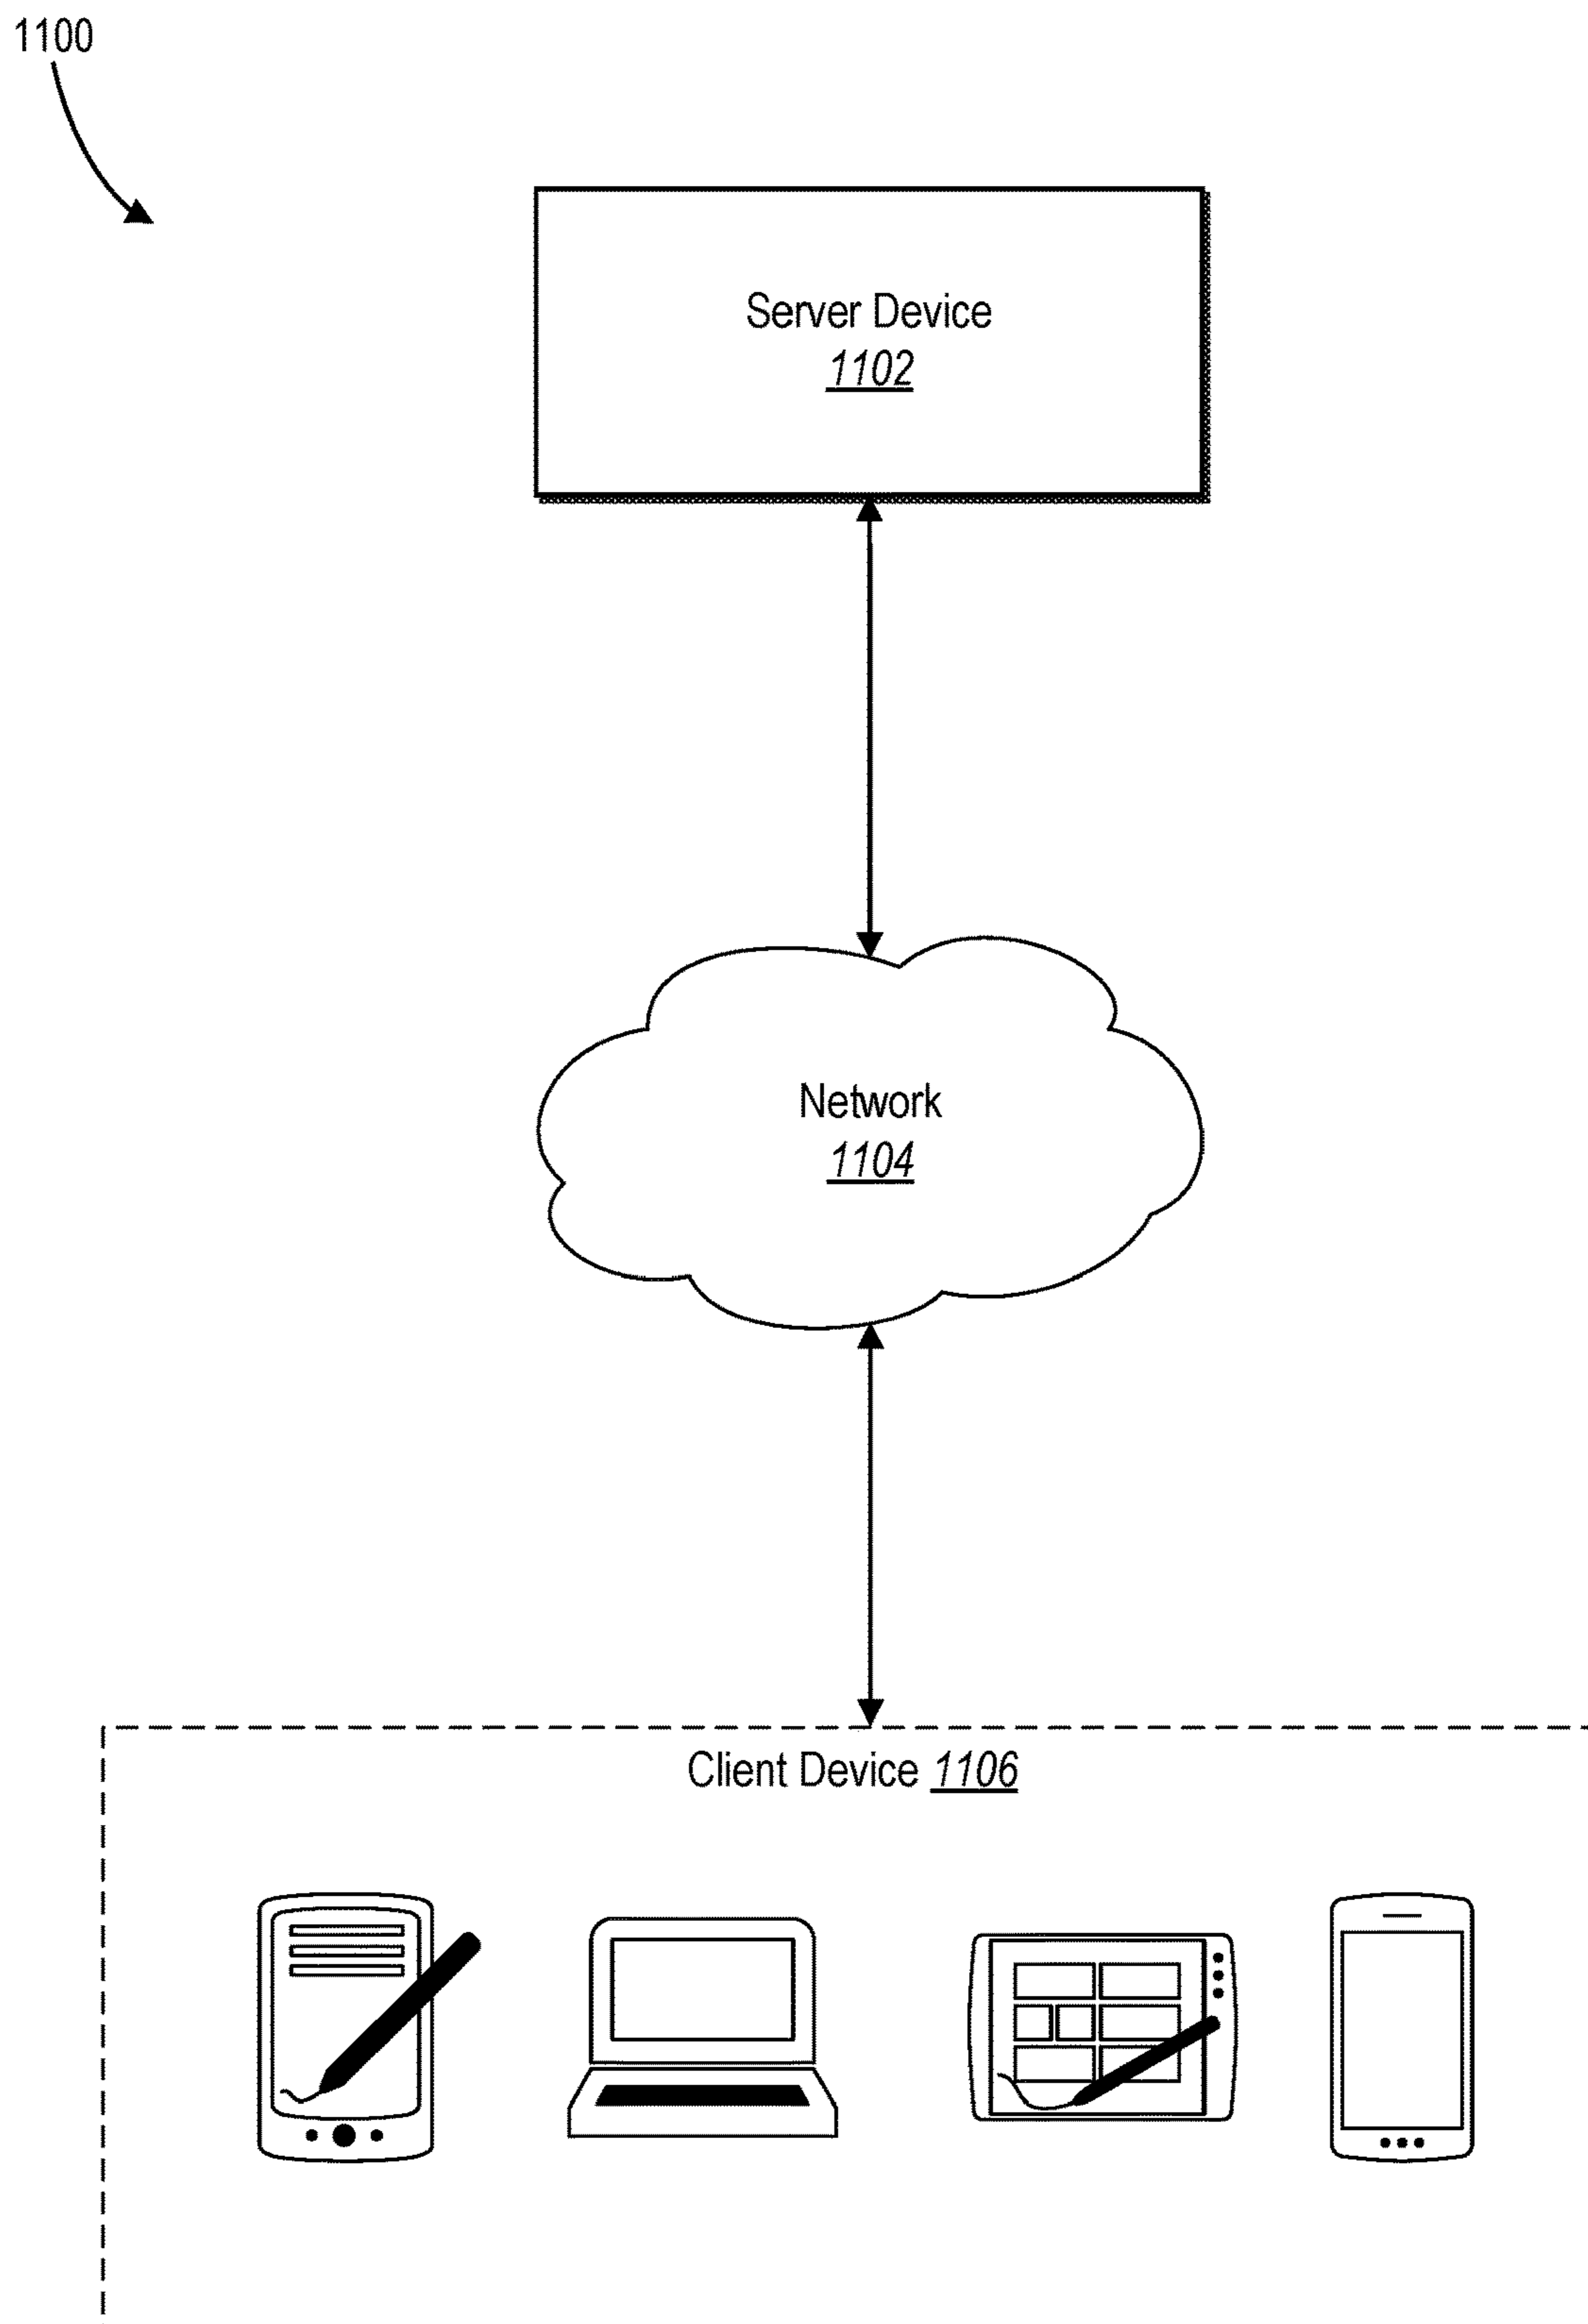 1100
Server Device
1102
Network
1104
Client Device 1106